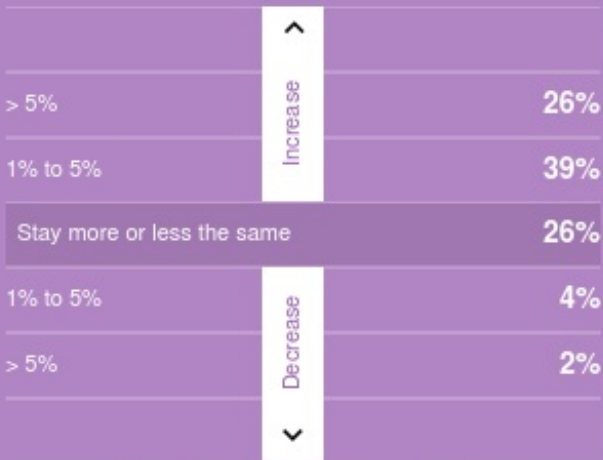 > 5% 26%
Increase
1% to 5% 39%
Stay more or less the same 26%
1% to 5% 4%
Decrease
> 5% 2%